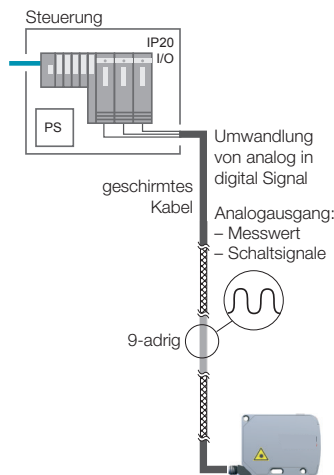 Steuerung
IP20
I/O
PS
Umwandlung
von analog in
digital Signal
geschirmtes
Kabel
Analogausgang:
– Messwert
– Schaltsignale
9-adrig